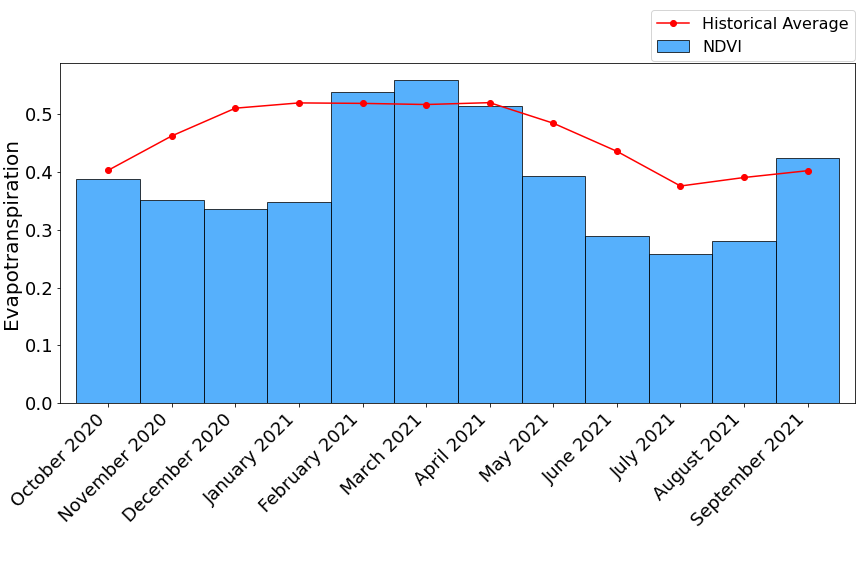 Historical Average
NDVI
Evapotranspiration
0.5
0.4
0.3
0.2
0.1
0.0
October 2020
November 2020
December 2020
January 2021
February 2021
March 2021
April 2021
May 2021
June 2021
July 2021
August 2021
September 2021